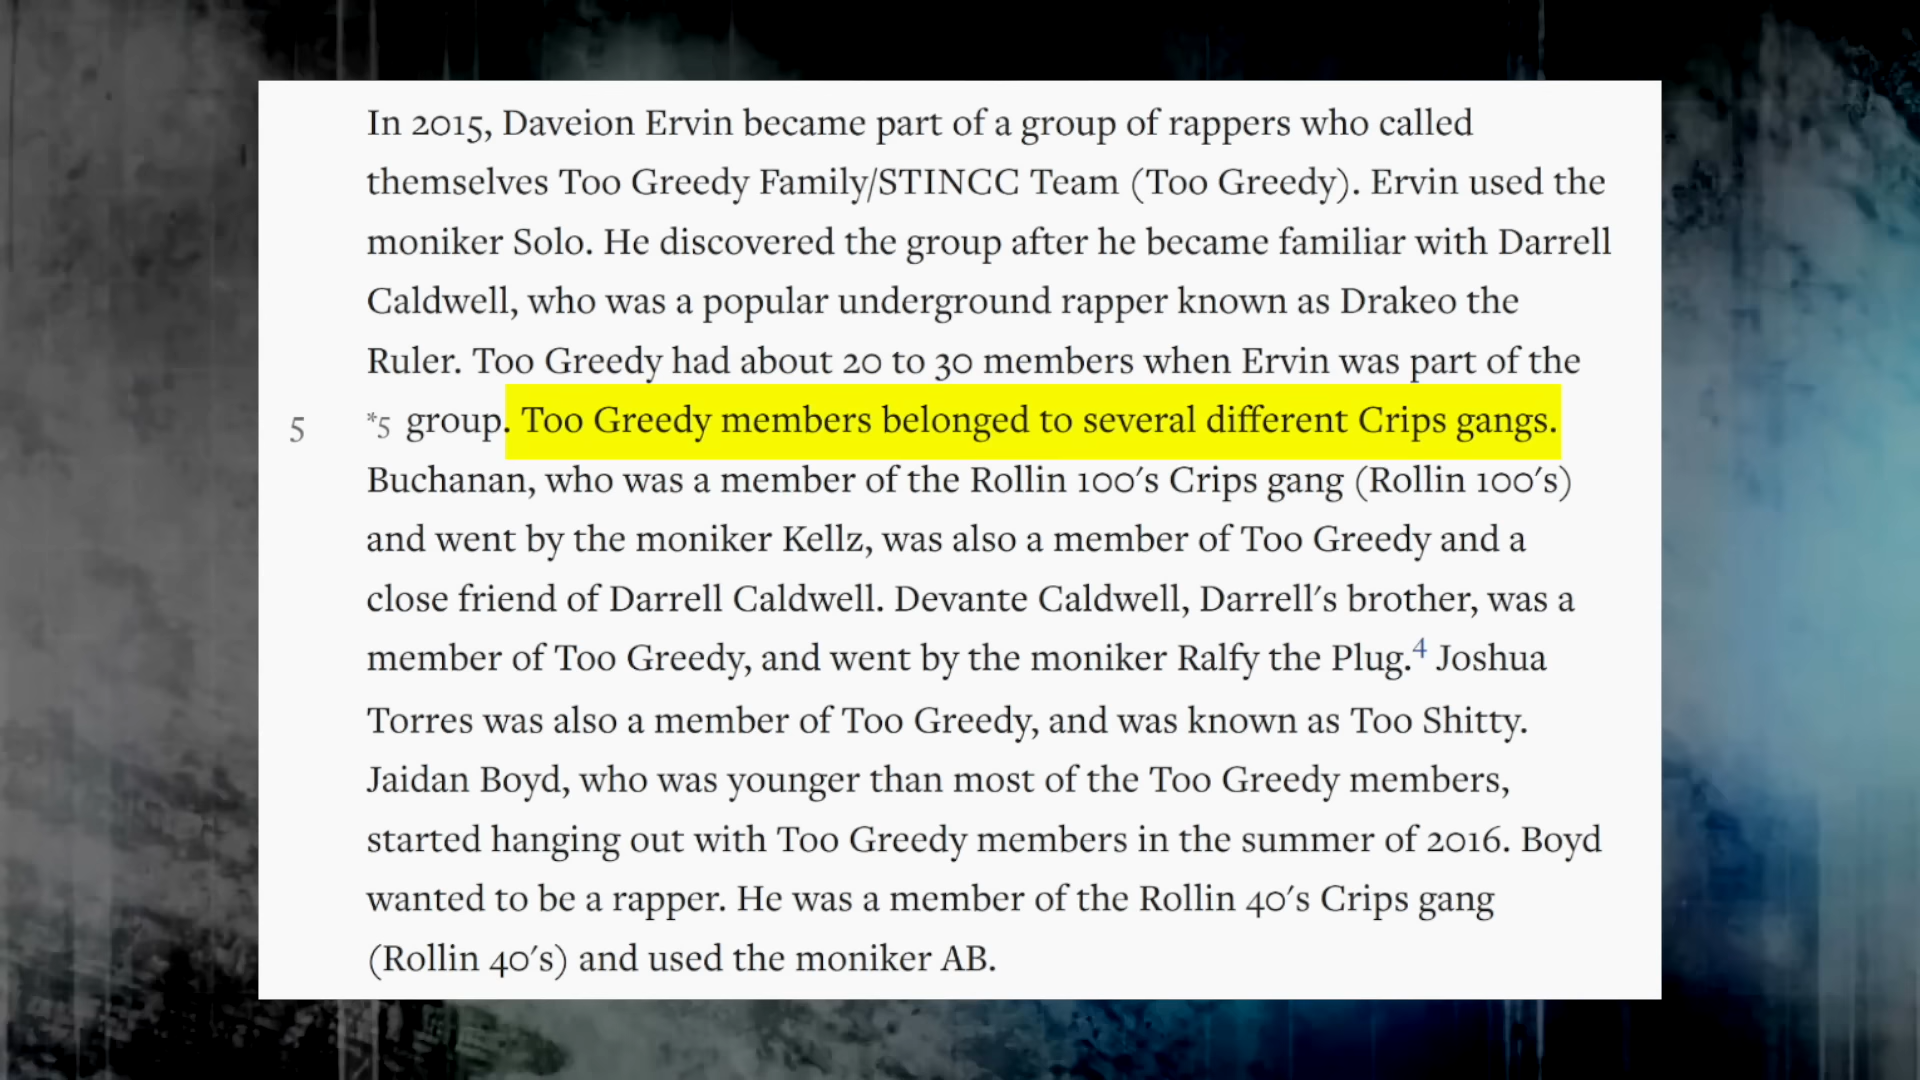 In 2015, Daveion Ervin became part of a group of rappers who called
themselves Too Greedy Family/STINCC Team (Too Greedy). Ervin used the
moniker Solo. He discovered the group after he became familiar with Darrell
Caldwell, who was a popular underground rapper known as Drakeo the
Ruler. Too Greedy had about 20 to 30 members when Ervin was part of the
5 *5 group. Too Greedy members belonged to several different Crips gangs.
Buchanan, who was a member of the Rollin 100's Crips gang (Rollin 100's)
and went by the moniker Kellz, was also a member of Too Greedy and a
close friend of Darrell Caldwell. Devante Caldwell, Darrell's brother, was a
member of Too Greedy, and went by the moniker Ralfy the Plug.4 Joshua
Torres was also a member of Too Greedy, and was known as Too Shitty.
Jaidan Boyd, who was younger than most of the Too Greedy members,
started hanging out with Too Greedy members in the summer of 2016. Boyd
wanted to be a rapper. He was a member of the Rollin 40's Crips gang
(Rollin 40's) and used the moniker AB.